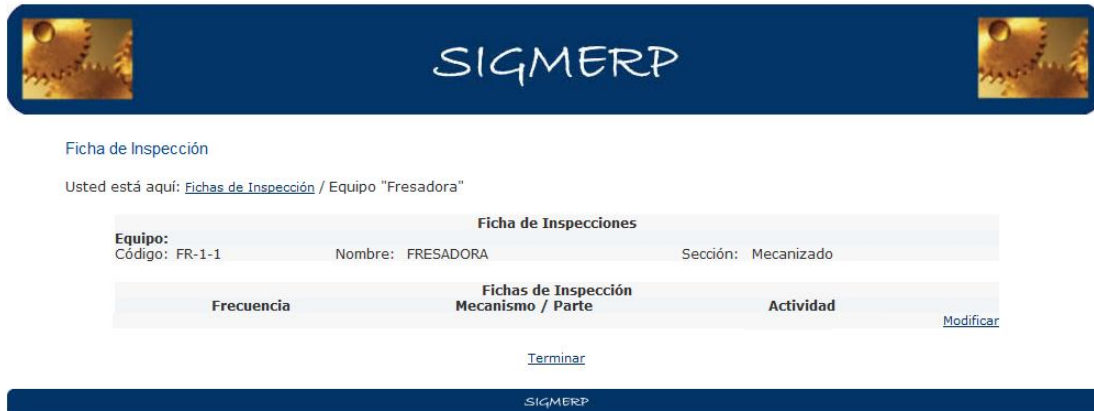 SIGMERP
Ficha de Inspección
Usted está aquí: Fichas de Inspección / Equipo "Fresadora"
Ficha de Inspecciones
Equipo:
Código: FR-1-1 Nombre: FRESADORA Sección: Mecanizado
Fichas de Inspección
Frecuencia Mecanismo / Parte Actividad
Modificar
Terminar
SIGMERP